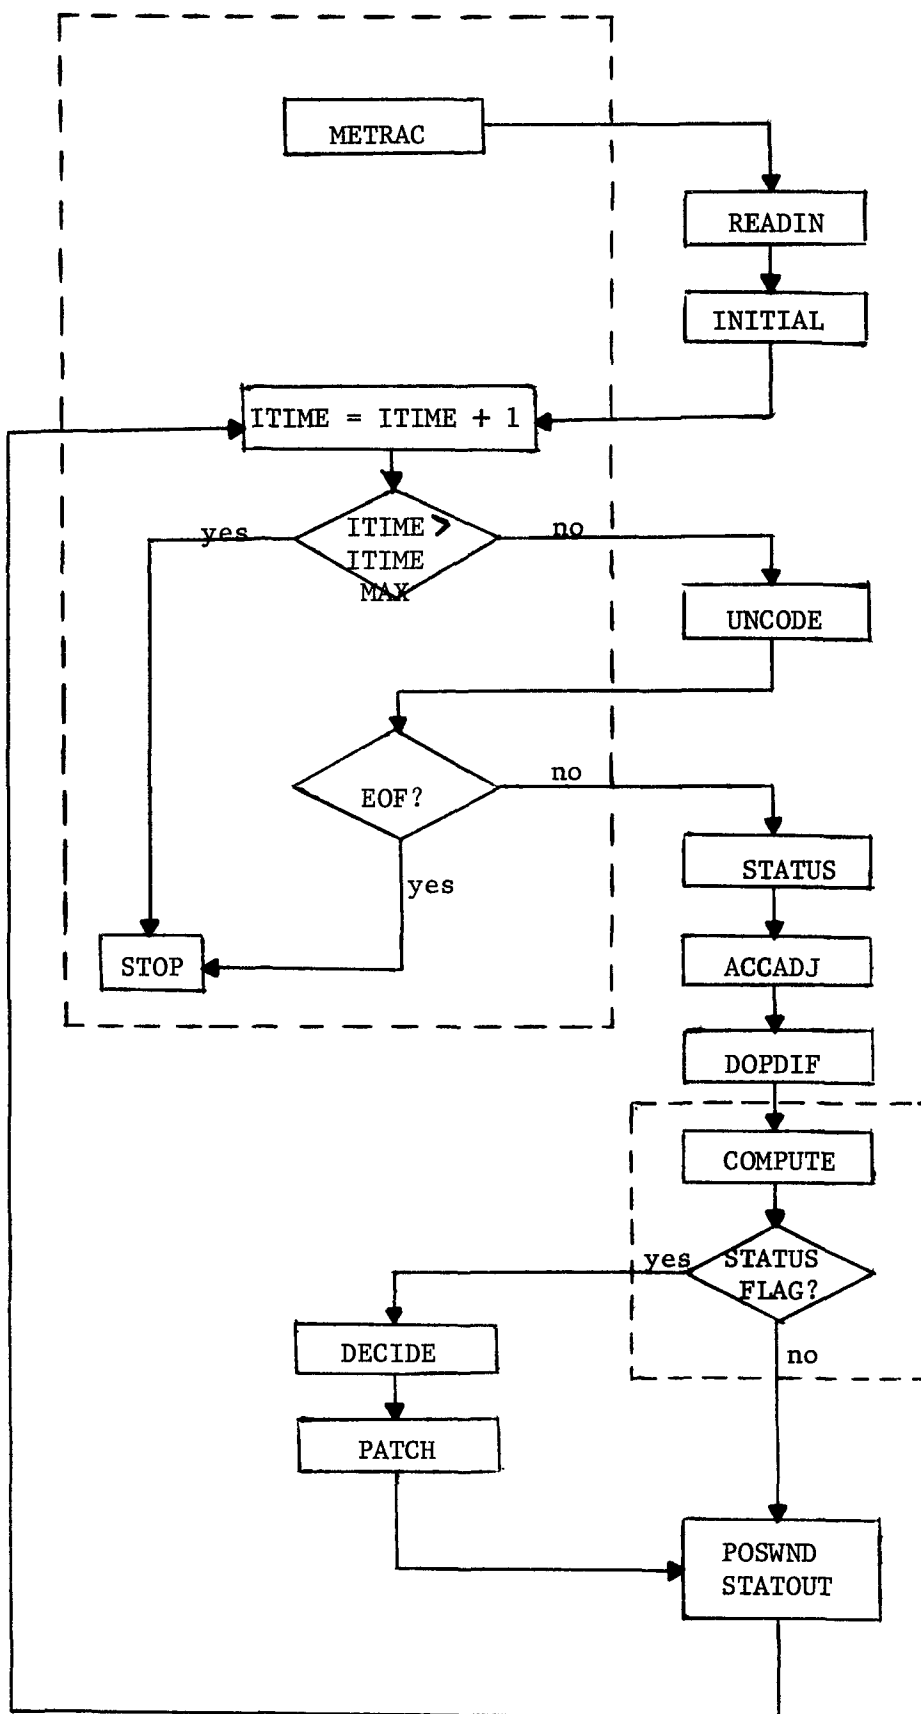 METRAC
READIN
INITIAL
ITIME = ITIME + 1
yes
ITIME >
no
ITIME
MAX
UNCODE
no
EOF?
STATUS
yes
STOP
ACCADJ
DOPDIF
COMPUTE
yes
STATUS
FLAG?
DECIDE
no
PATCH
POSWND
STATOUT